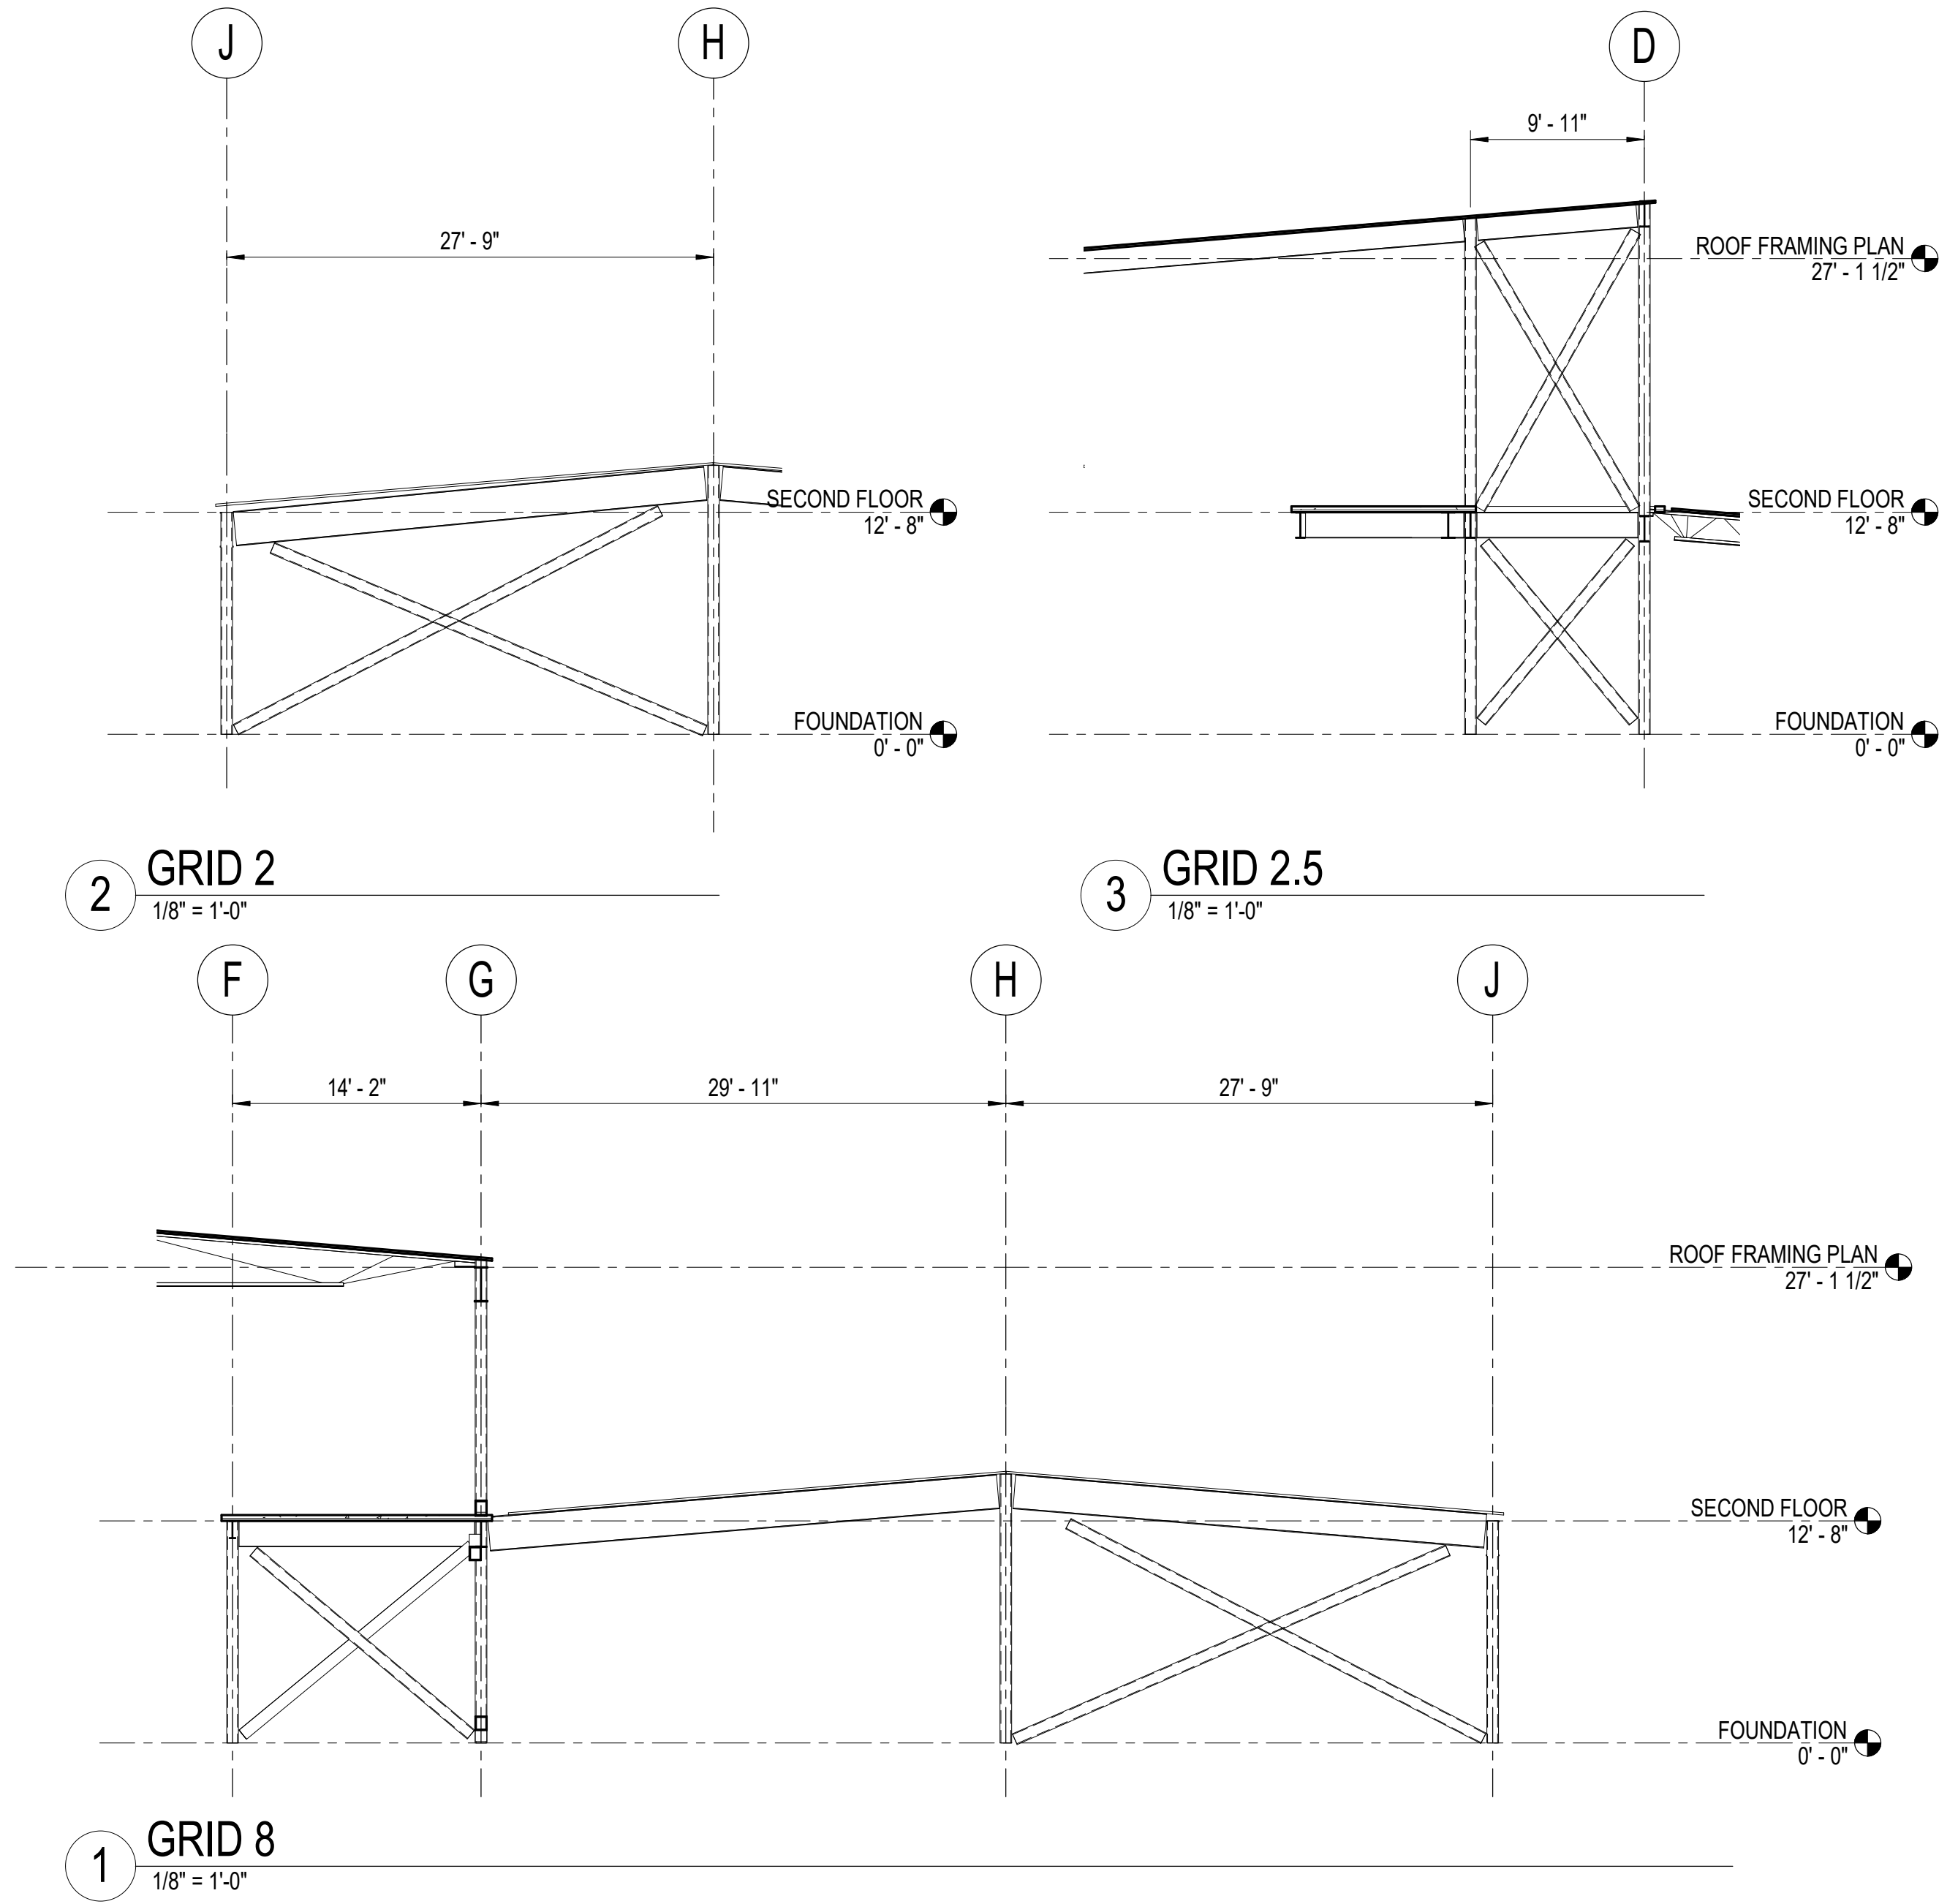 J
H
D
9' - 11"
27' - 9"
ROOF FRAMING PLAN
27' - 1 1/2"
SECOND FLOOR
12' - 8"
SECOND FLOOR
12' - 8"
FOUNDATION
0' - 0"
FOUNDATION
0' - 0"
2
GRID 2
1/8" = 1'-0"
3
GRID 2.5
1/8" = 1'-0"
F
G
H
J
14' - 2"
29' - 11"
27' - 9"
ROOF FRAMING PLAN
27' - 1 1/2"
SECOND FLOOR
12' - 8"
FOUNDATION
0' - 0"
1
GRID 8
1/8" = 1'-0"